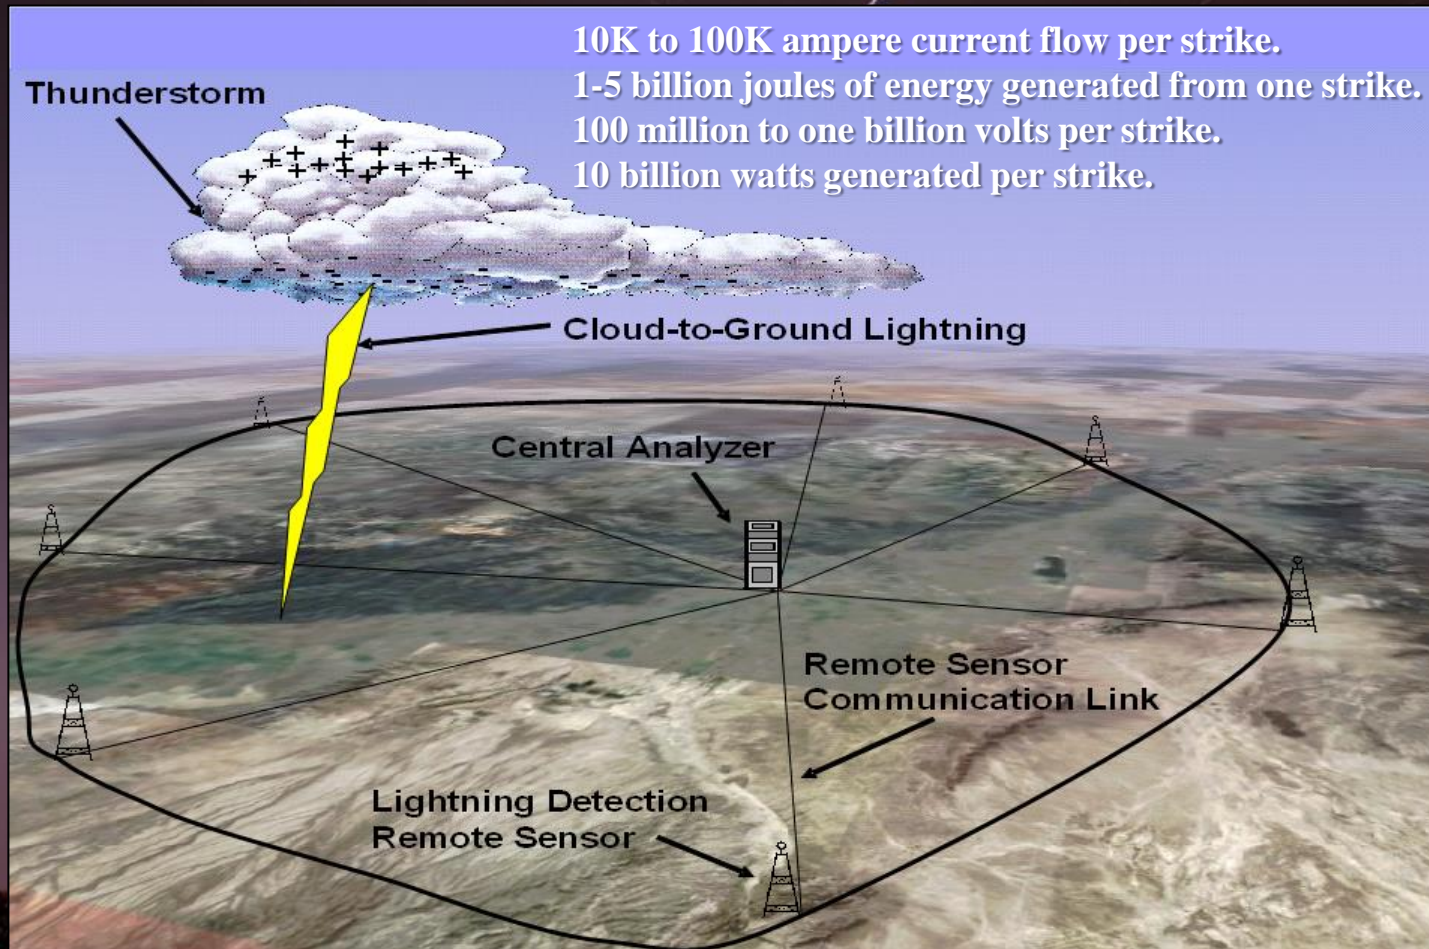 10K to 100K ampere current flow per strike.
1-5 billion joules of energy generated from one strike.
100 million to one billion volts per strike.
10 billion watts generated per strike.
Thunderstorm
Cloud-to-Ground Lightning
Central Analyzer
Remote Sensor
Communication Link
Lightning Detection
Remote Sensor